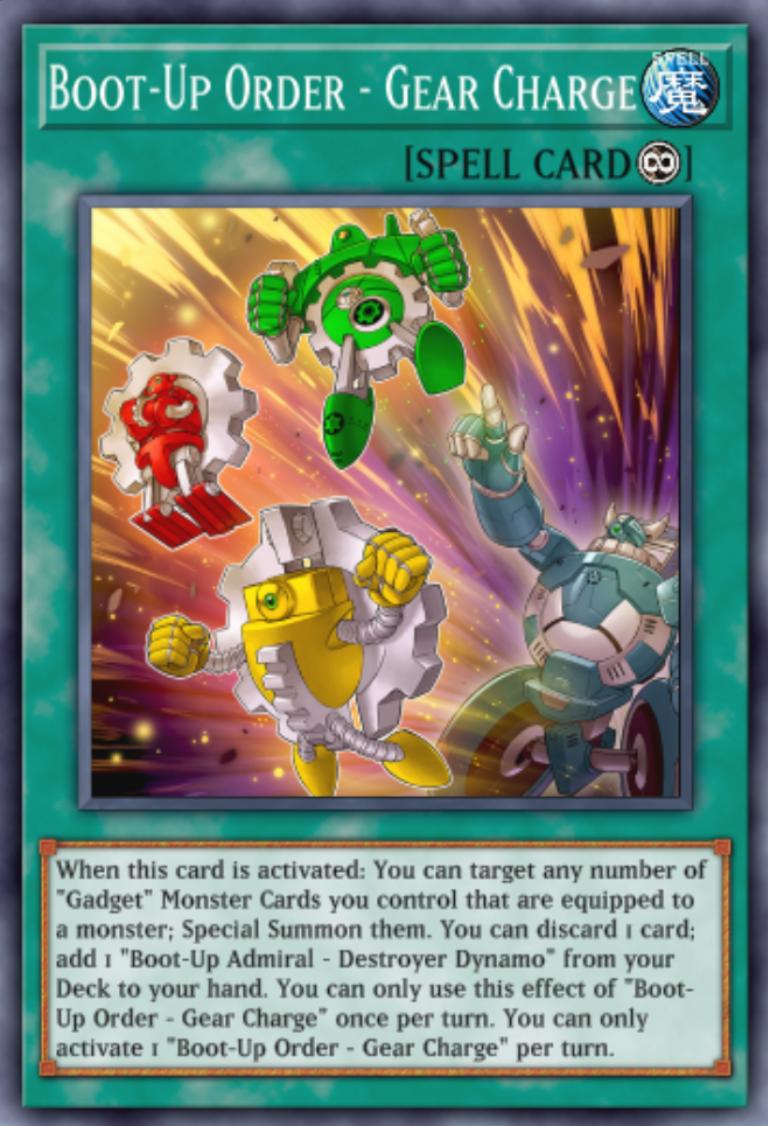 Boot-Up Order - Gear Charge
SPELL
魔
[SPELL CARD]
When this card is activated: You can target any number of
"Gadget" Monster Cards you control that are equipped to
a monster; Special Summon them. You can discard 1 card;
add 1 "Boot-Up Admiral - Destroyer Dynamo" from your
Deck to your hand. You can only use this effect of "Boot-
Up Order - Gear Charge" once per turn. You can only
activate 1 "Boot-Up Order - Gear Charge" per turn.